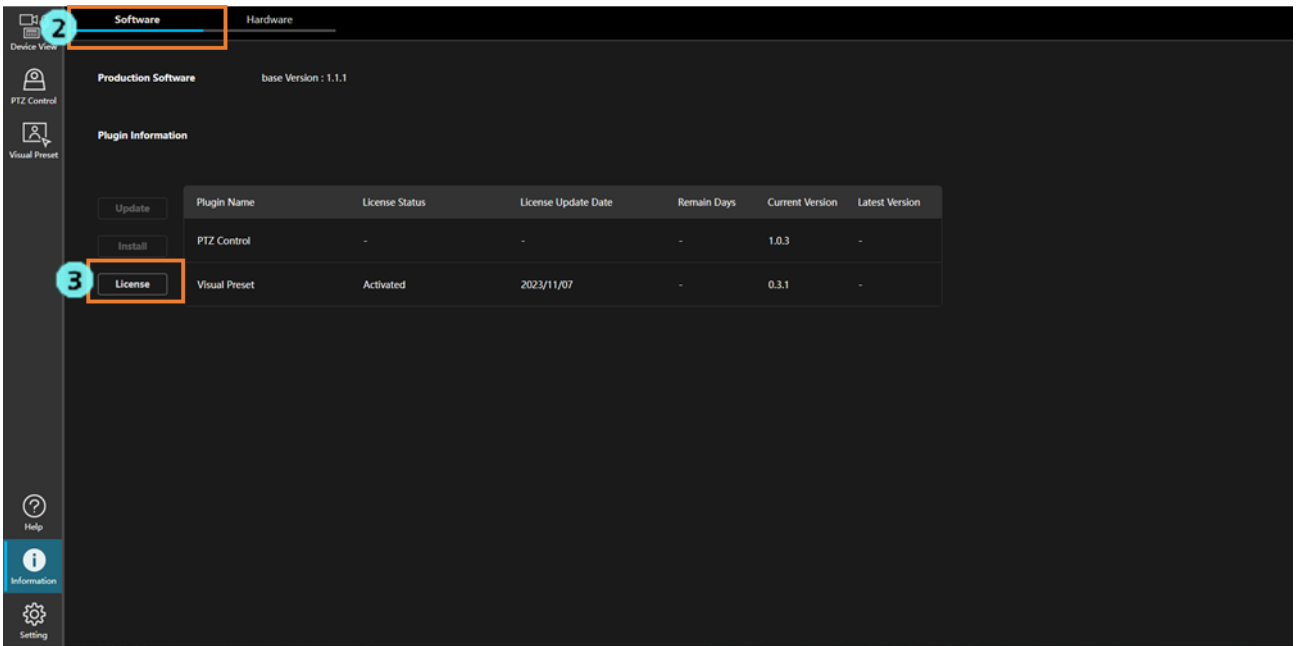 2
Software Hardware
Device View
Production Software base Version : 1.1.1
PTZ Control
Plugin Information
Visual Preset
Update
Plugin Name License Status License Update Date Remain Days Current Version Latest Version
Install
PTZ Control - - - 1.0.3 -
3
License
Visual Preset Activated 2023/11/07 - 0.3.1 -
Help
Information
Setting